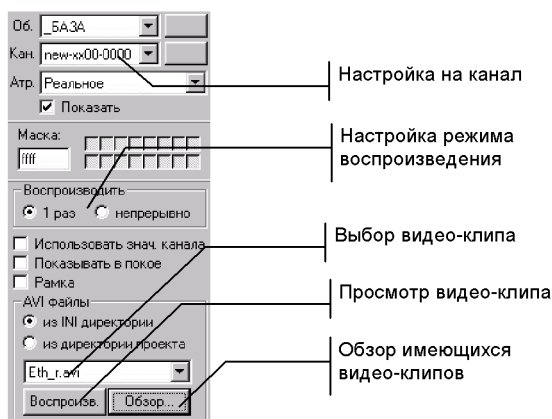 Об. _БАЗА
Кан. new-xx00-0000
Атр. Реальное
Показать
Маска:
ffff
Воспроизводить
1 раз непрерывно
Использовать знач. канала
Показывать в покое
Рамка
AVI файлы
из INI директории
из директории проекта
Eth_r.avi
Воспроизв. Обзор...
Настройка на канал
Настройка режима
воспроизведения
Выбор видео-клипа
Просмотр видео-клипа
Обзор имеющихся
видео-клипов